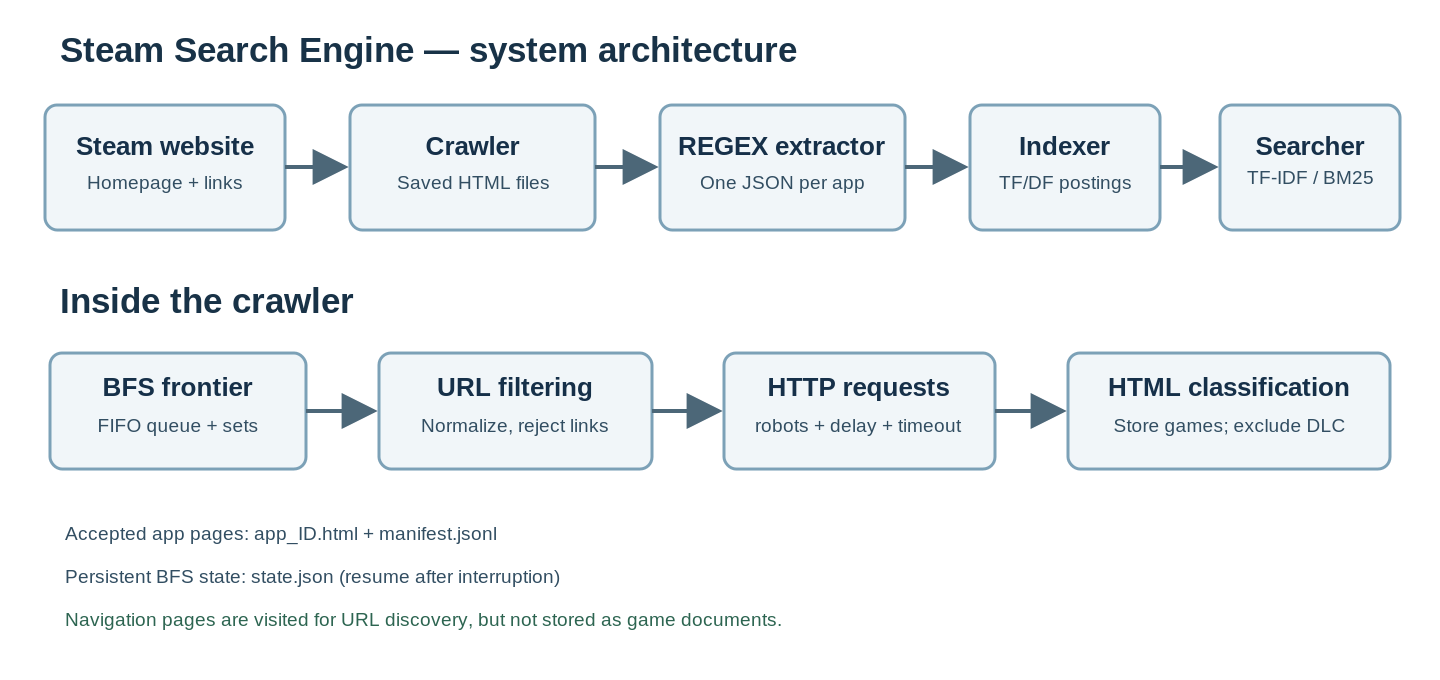 Steam Search Engine — system architecture
Steam website
Homepage + links
Crawler
Saved HTML files
REGEX extractor
One JSON per app
Indexer
TF/DF postings
Searcher
TF-IDF / BM25
Inside the crawler
BFS frontier
FIFO queue + sets
URL filtering
Normalize, reject links
HTTP requests
robots + delay + timeout
HTML classification
Store games; exclude DLC
Accepted app pages: app_ID.html + manifest.jsonl
Persistent BFS state: state.json (resume after interruption)
Navigation pages are visited for URL discovery, but not stored as game documents.